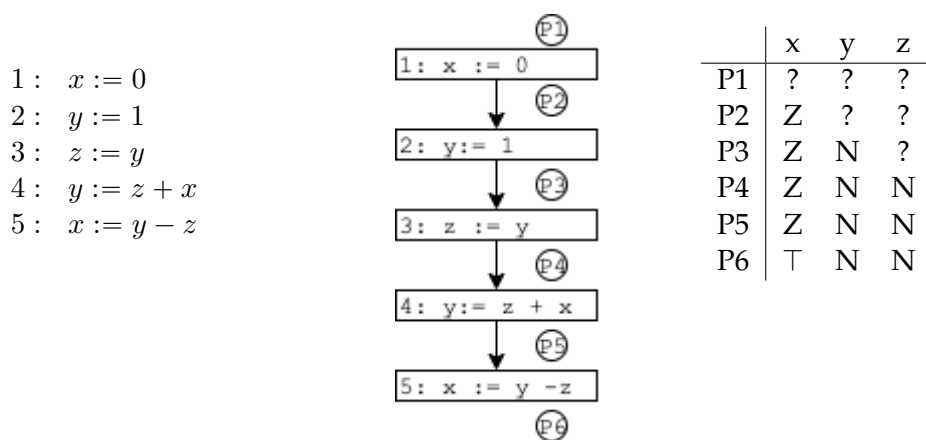 1 : x := 0
2 : y := 1
3 : z := y
4 : y := z + x
5 : x := y − z
P1
1: x := 0
P2
2: y:= 1
P3
3: z := y
P4
4: y:= z + x
P5
5: x := y -z
P6
x y z
P1 ? ? ?
P2 Z ? ?
P3 Z N ?
P4 Z N N
P5 Z N N
P6 ⊤ N N